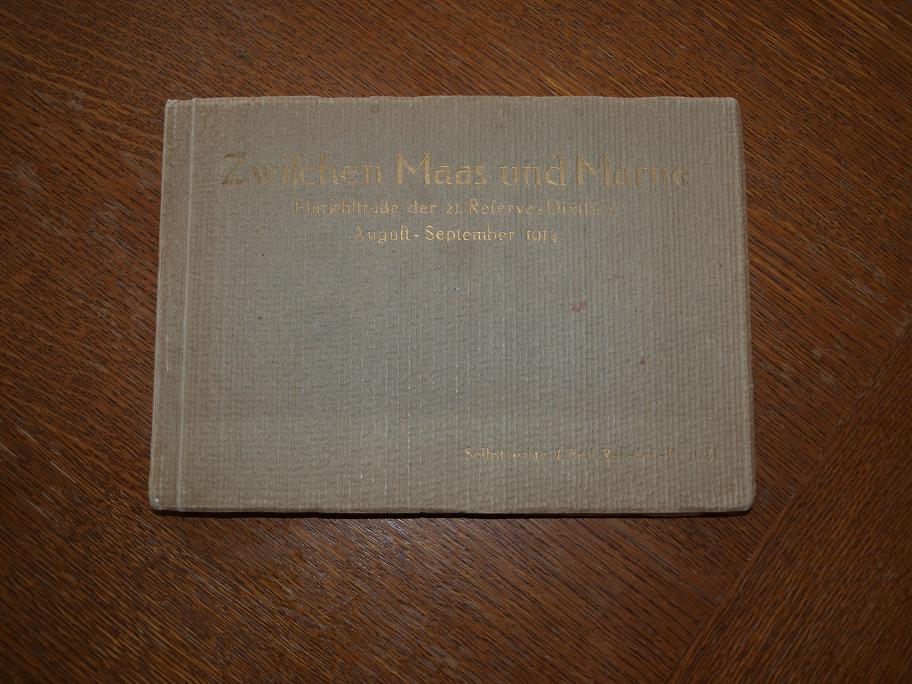 Zwiſchen Maas und Marne
Marſchſtraße der 21. Reſerve-Diviſion
Auguſt - September 1914
Selbſtverlag